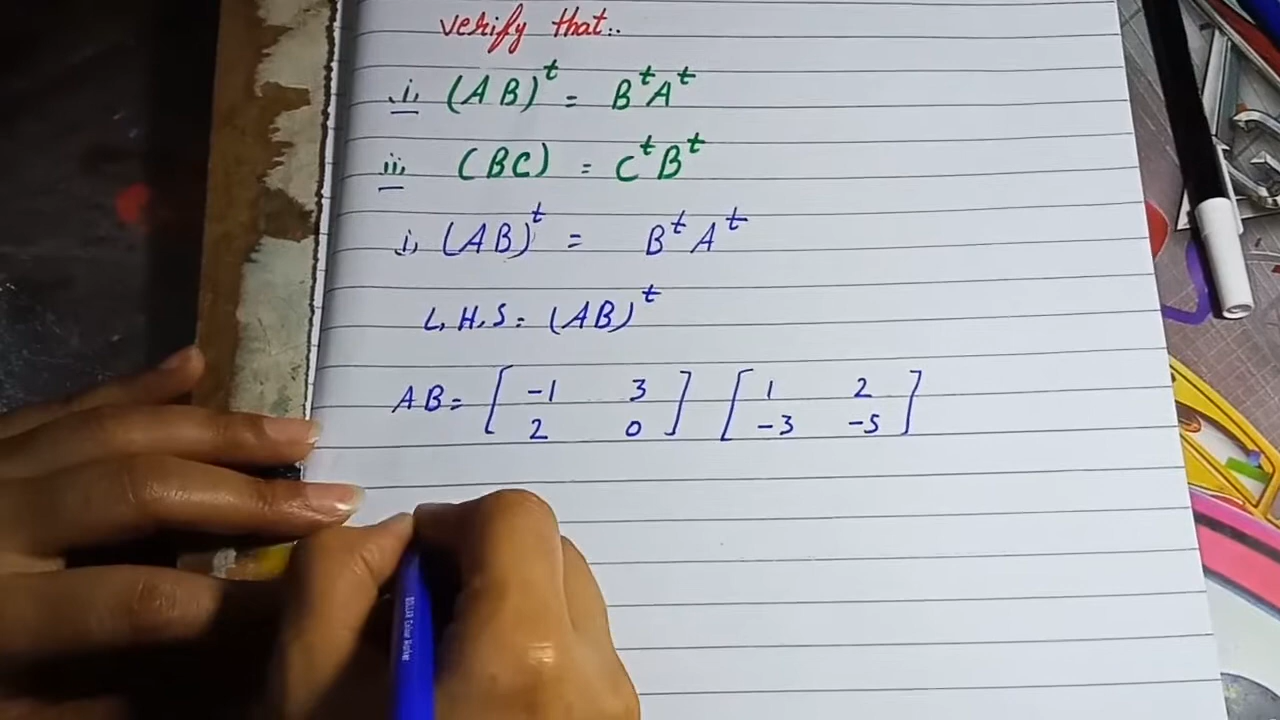 verify that..
i, (AB)^t = B^t A^t
ii, (BC) = C^t B^t
i, (AB)^t = B^t A^t
L.H.S = (AB)^t
AB = [ -1 3 ] [ 1 2 ]
[ 2 0 ] [ -3 -5 ]